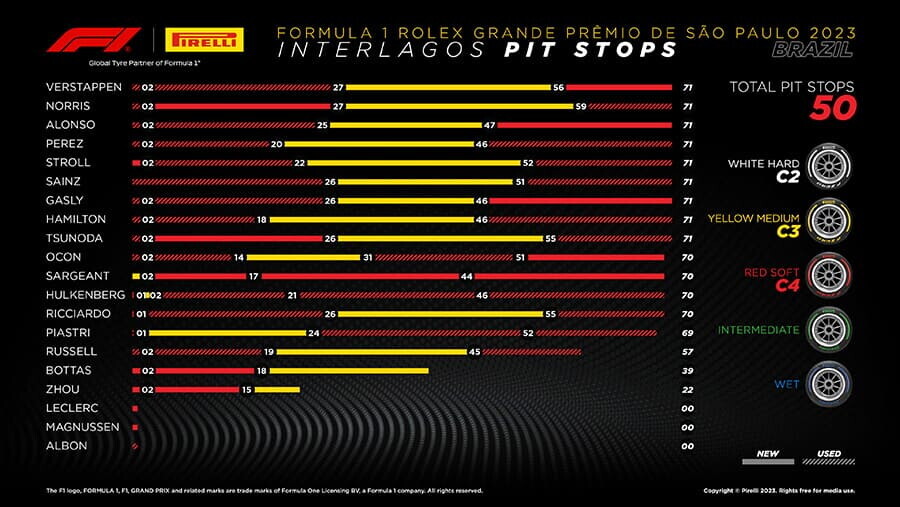 F1
PIRELLI
Global Tyre Partner of Formula 1®
FORMULA 1 ROLEX GRANDE PRÊMIO DE SÃO PAULO 2023
INTERLAGOS PIT STOPS
BRAZIL
VERSTAPPEN 02 27 56 71
NORRIS 27 59 71
ALONSO 02 25 47 71
PEREZ 02 20 46 71
STROLL 02 22 52 71
SAINZ 26 51 71
GASLY 02 26 46 71
HAMILTON 02 18 46 71
TSUNODA 02 26 55 71
OCON 02 14 31 51 70
SARGEANT 02 17 44 70
HULKENBERG 01 02 21 46 70
RICCIARDO 01 26 55 70
PIASTRI 01 24 52 69
RUSSELL 02 19 45 57
BOTTAS 02 18 39
ZHOU 02 15 22
LECLERC 00
MAGNUSSEN 00
ALBON 00
TOTAL PIT STOPS
50
WHITE HARD
C2
YELLOW MEDIUM
C3
RED SOFT
C4
INTERMEDIATE
WET
NEW USED
The F1 logo, FORMULA 1, F1, GRAND PRIX and related marks are trade marks of Formula One Licensing BV, a Formula 1 company. All rights reserved.
Copyright © Pirelli 2023. Rights free for media use.